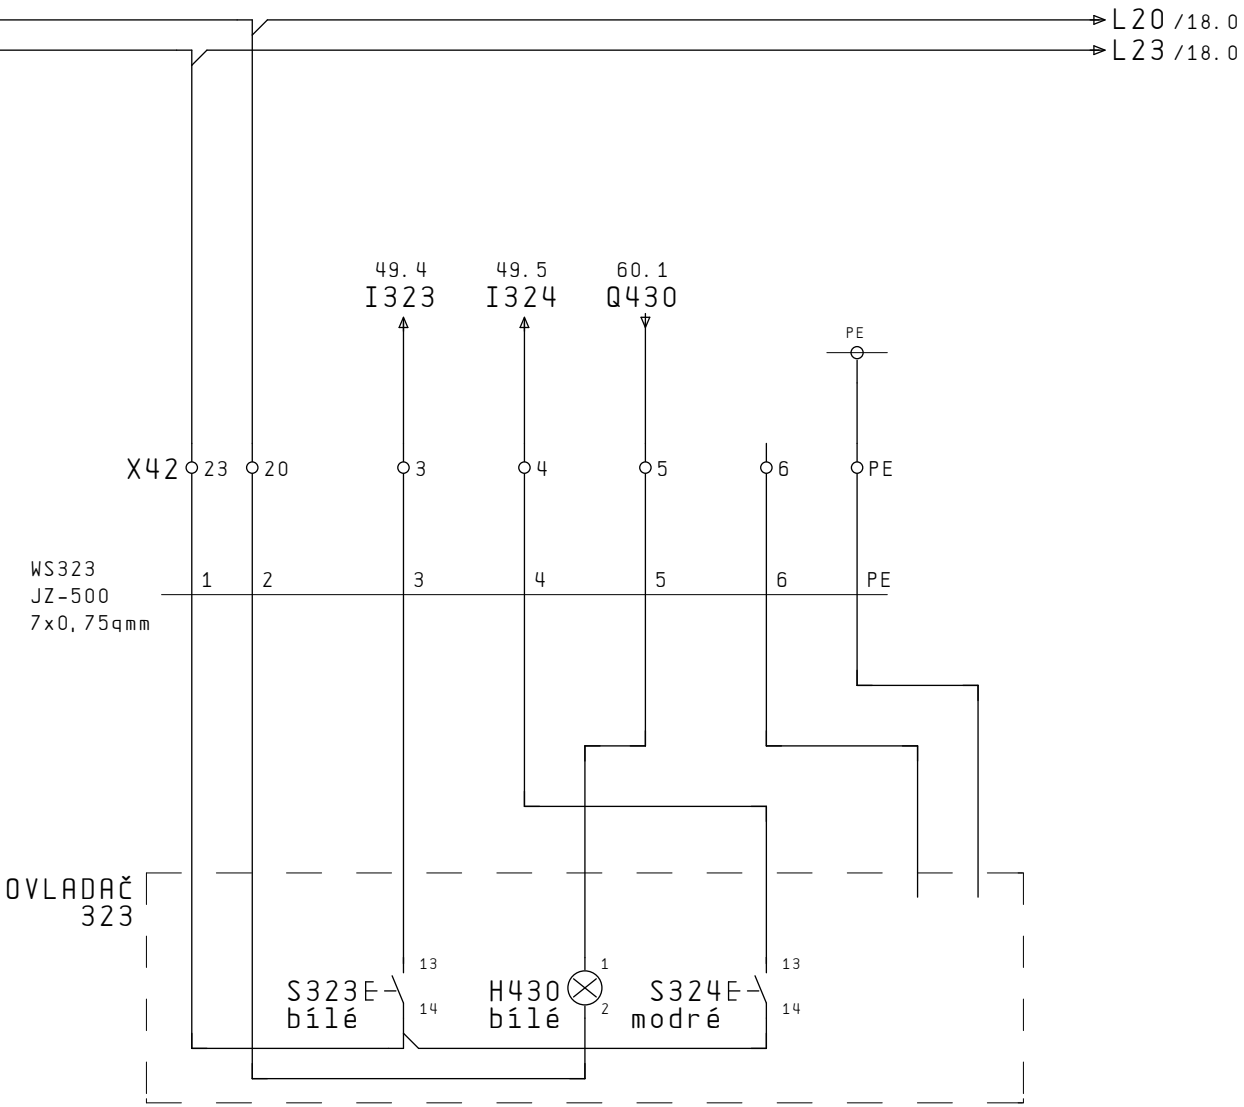 L20 /18.0
L23 /18.0
49.4
I323
49.5
I324
60.1
Q430
PE
X42 23 20 3 4 5 6 PE
WS323
JZ-500
7x0,75qmm
1 2 3 4 5 6 PE
OVLADAČ
323
13 1 13
S323 H430 S324
14 2 14
bílé bílé modré